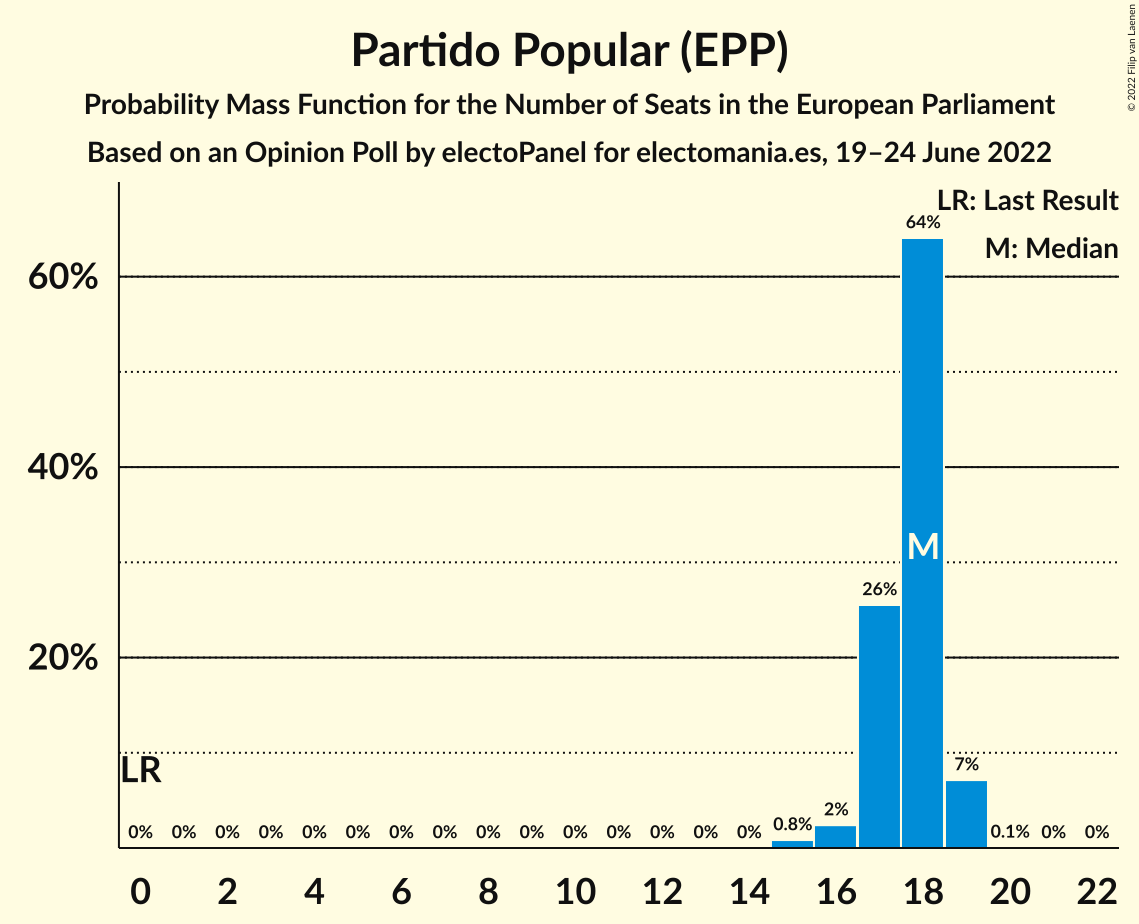 Partido Popular (EPP)
Probability Mass Function for the Number of Seats in the European Parliament
Based on an Opinion Poll by electoPanel for electomania.es, 19–24 June 2022
© 2022 Filip van Laenen
LR: Last Result
M: Median
60%
40%
20%
64%
M
26%
LR
7%
0% 0% 0% 0% 0% 0% 0% 0% 0% 0% 0% 0% 0% 0% 0% 0.8% 2% 0.1% 0% 0%
0 2 4 6 8 10 12 14 16 18 20 22